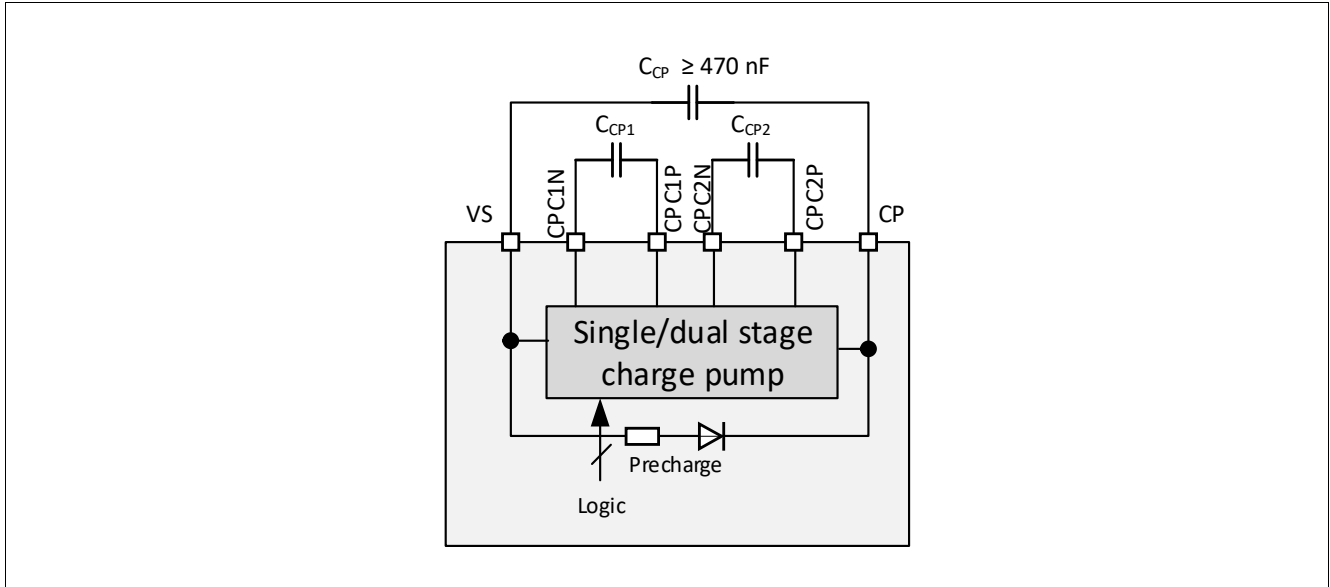 C_CP ≥ 470 nF
C_CP1
C_CP2
CPC1N
CPC1P
CPC2N
CPC2P
VS
CP
Single/dual stage
charge pump
Precharge
Logic